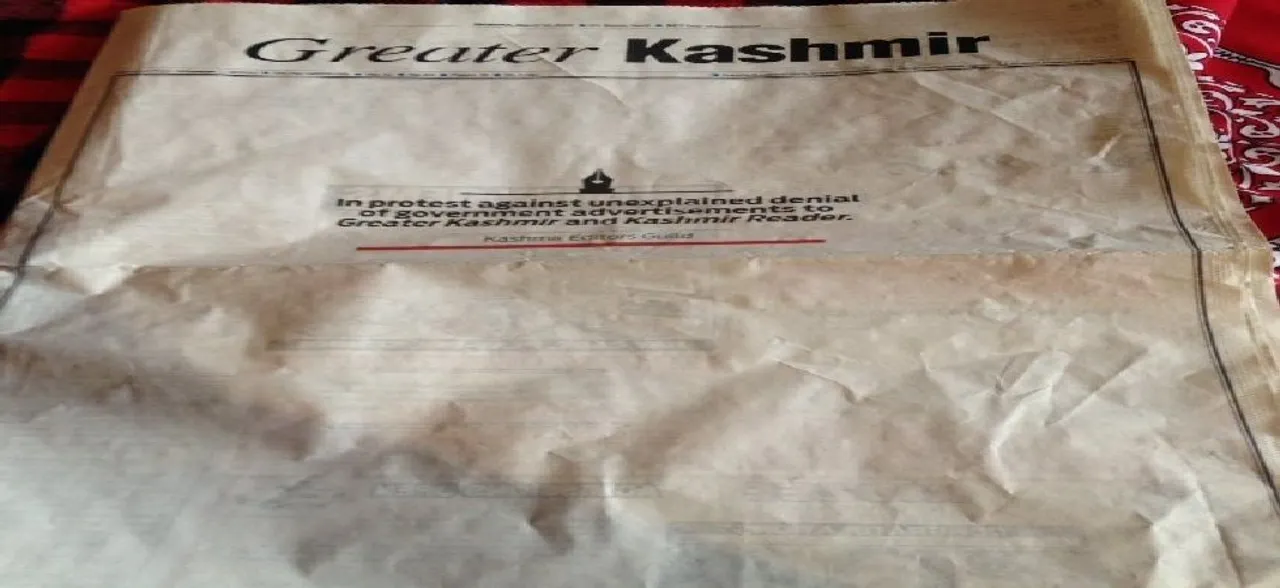 Greater Kashmir
In protest against unexplained denial
of government advertisements to
Greater Kashmir and Kashmir Reader.
Kashmir Editors Guild